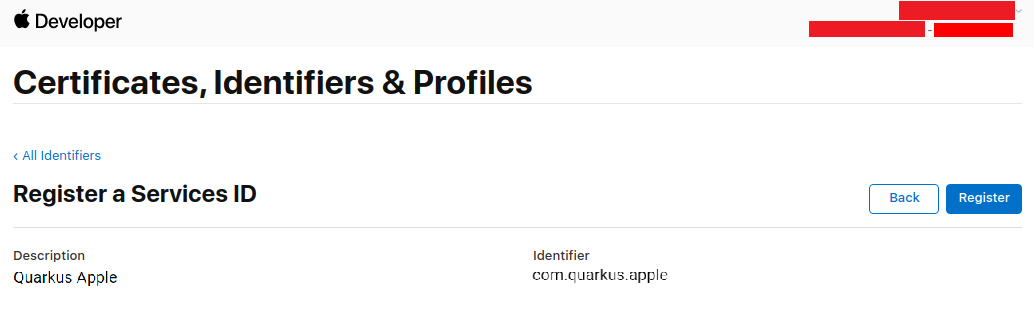 Developer
-
Certificates, Identifiers & Profiles
‹ All Identifiers
Register a Services ID
Back
Register
Description
Identifier
Quarkus Apple
com.quarkus.apple